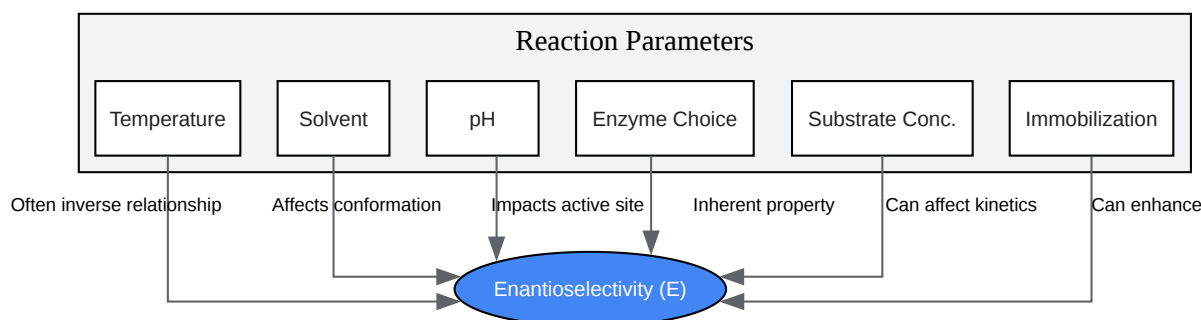 Reaction Parameters
Temperature
Solvent
pH
Enzyme Choice
Substrate Conc.
Immobilization
Often inverse relationship
Affects conformation
Impacts active site
Inherent property
Can affect kinetics
Can enhance
Enantioselectivity (E)